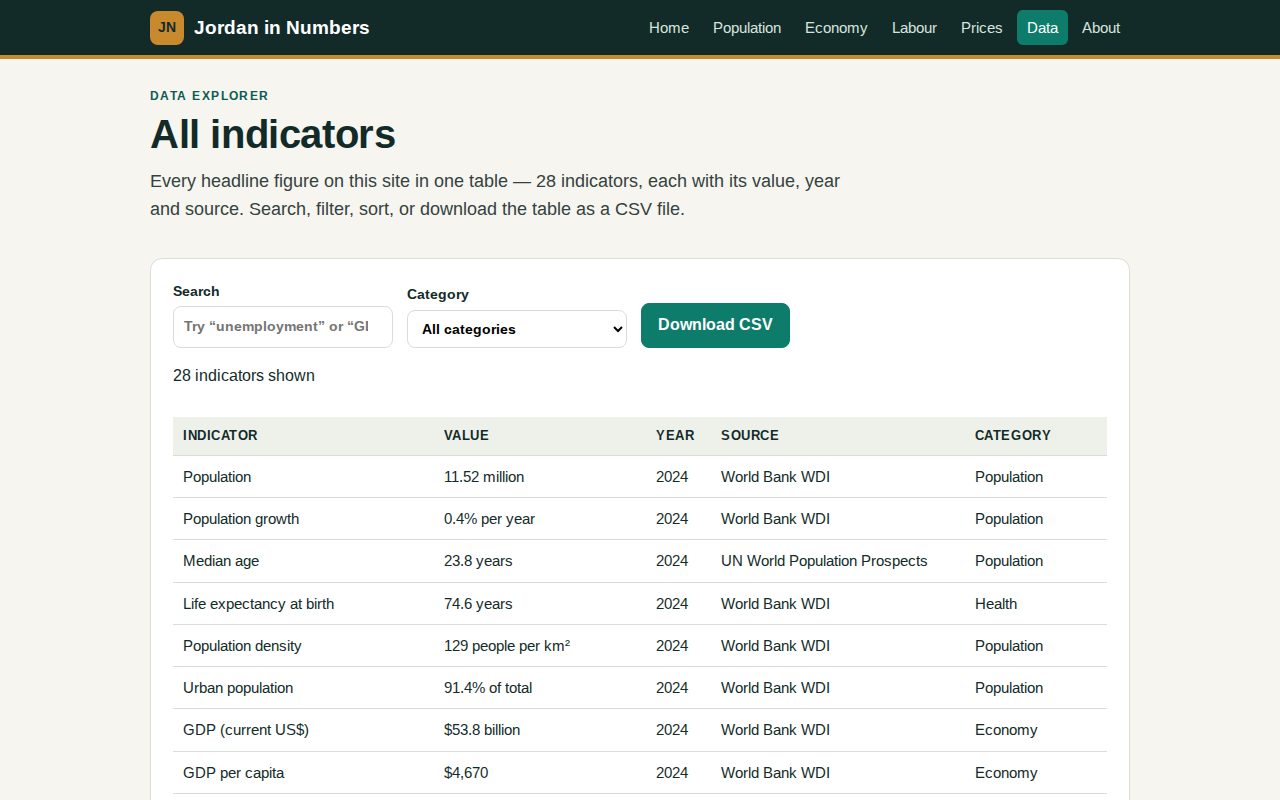 JN Jordan in Numbers Home Population Economy Labour Prices Data About
DATA EXPLORER
All indicators
Every headline figure on this site in one table — 28 indicators, each with its value, year
and source. Search, filter, sort, or download the table as a CSV file.
Search
Category
Try “unemployment” or “GI
All categories
Download CSV
28 indicators shown
INDICATOR VALUE YEAR SOURCE CATEGORY
Population 11.52 million 2024 World Bank WDI Population
Population growth 0.4% per year 2024 World Bank WDI Population
Median age 23.8 years 2024 UN World Population Prospects Population
Life expectancy at birth 74.6 years 2024 World Bank WDI Health
Population density 129 people per km² 2024 World Bank WDI Population
Urban population 91.4% of total 2024 World Bank WDI Population
GDP (current US$) $53.8 billion 2024 World Bank WDI Economy
GDP per capita $4,670 2024 World Bank WDI Economy